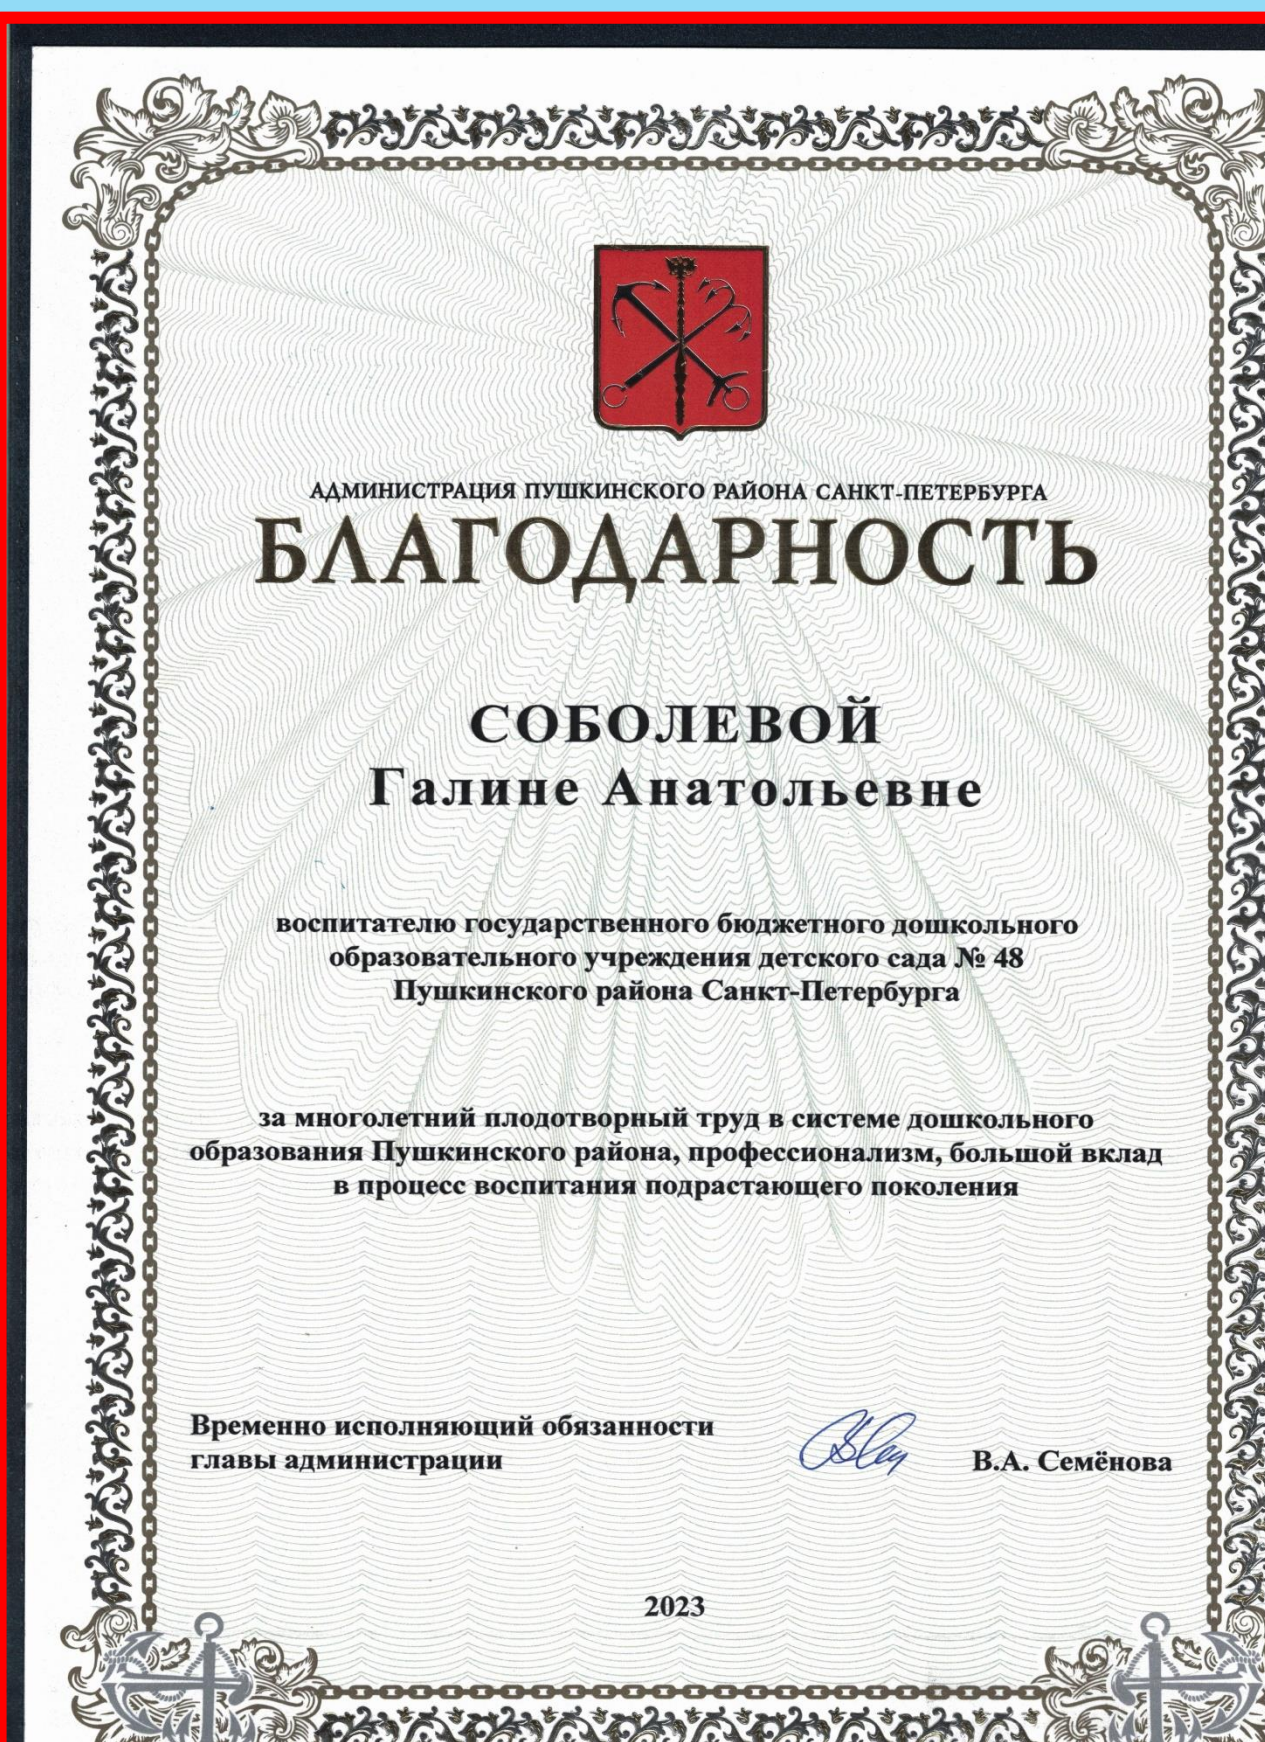 АДМИНИСТРАЦИЯ ПУШКИНСКОГО РАЙОНА САНКТ-ПЕТЕРБУРГА
БЛАГОДАРНОСТЬ
СОБОЛЕВОЙ
Галине Анатольевне
воспитателю государственного бюджетного дошкольного
образовательного учреждения детского сада № 48
Пушкинского района Санкт-Петербурга
за многолетний плодотворный труд в системе дошкольного
образования Пушкинского района, профессионализм, большой вклад
в процесс воспитания подрастающего поколения
Временно исполняющий обязанности
главы администрации
В.А. Семёнова
2023